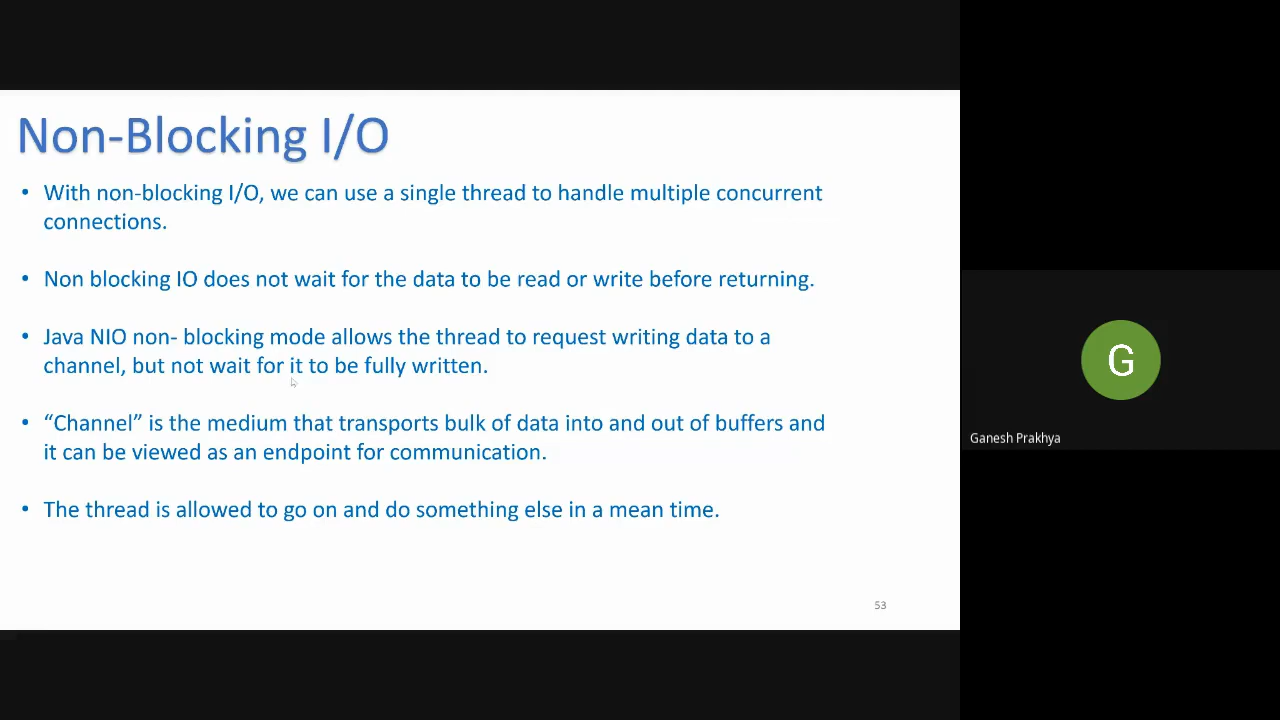 Non-Blocking I/O
• With non-blocking I/O, we can use a single thread to handle multiple concurrent
connections.
• Non blocking IO does not wait for the data to be read or write before returning.
• Java NIO non- blocking mode allows the thread to request writing data to a
channel, but not wait for it to be fully written.
• “Channel” is the medium that transports bulk of data into and out of buffers and
it can be viewed as an endpoint for communication.
• The thread is allowed to go on and do something else in a mean time.
53
G
Ganesh Prakhya